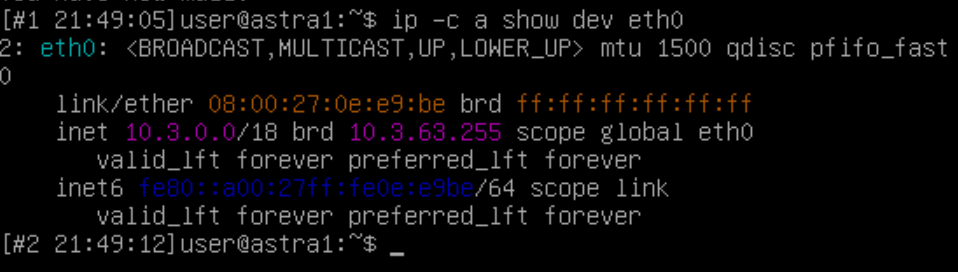 [#1 21:49:05]user@astra1:~$ ip -c a show dev eth0
2: eth0: <BROADCAST,MULTICAST,UP,LOWER_UP> mtu 1500 qdisc pfifo_fast
0
link/ether 08:00:27:0e:e9:be brd ff:ff:ff:ff:ff:ff
inet 10.3.0.0/18 brd 10.3.63.255 scope global eth0
valid_lft forever preferred_lft forever
inet6 fe80::a00:27ff:fe0e:e9be/64 scope link
valid_lft forever preferred_lft forever
[#2 21:49:12]user@astra1:~$ _